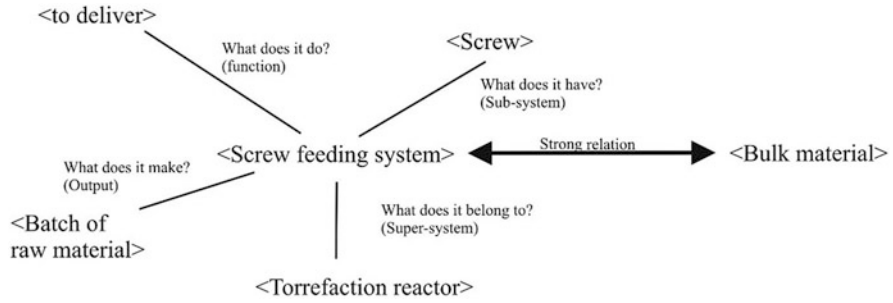 <to deliver>
What does it do?
(function)
<Screw>
What does it have?
(Sub-system)
<Screw feeding system>
Strong relation
<Bulk material>
What does it make?
(Output)
<Batch of
raw material>
What does it belong to?
(Super-system)
<Torrefaction reactor>